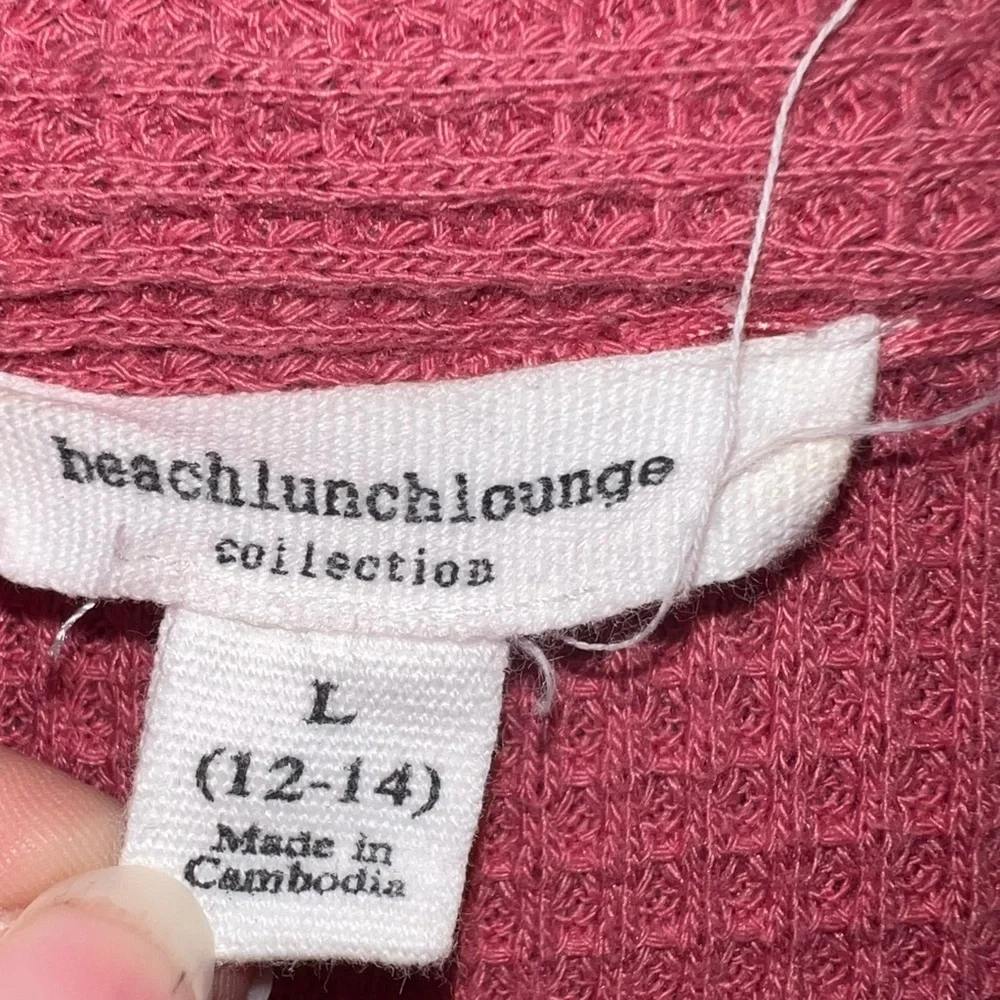 beachlunchlounge
collection
L
(12-14)
Made in
Cambodia